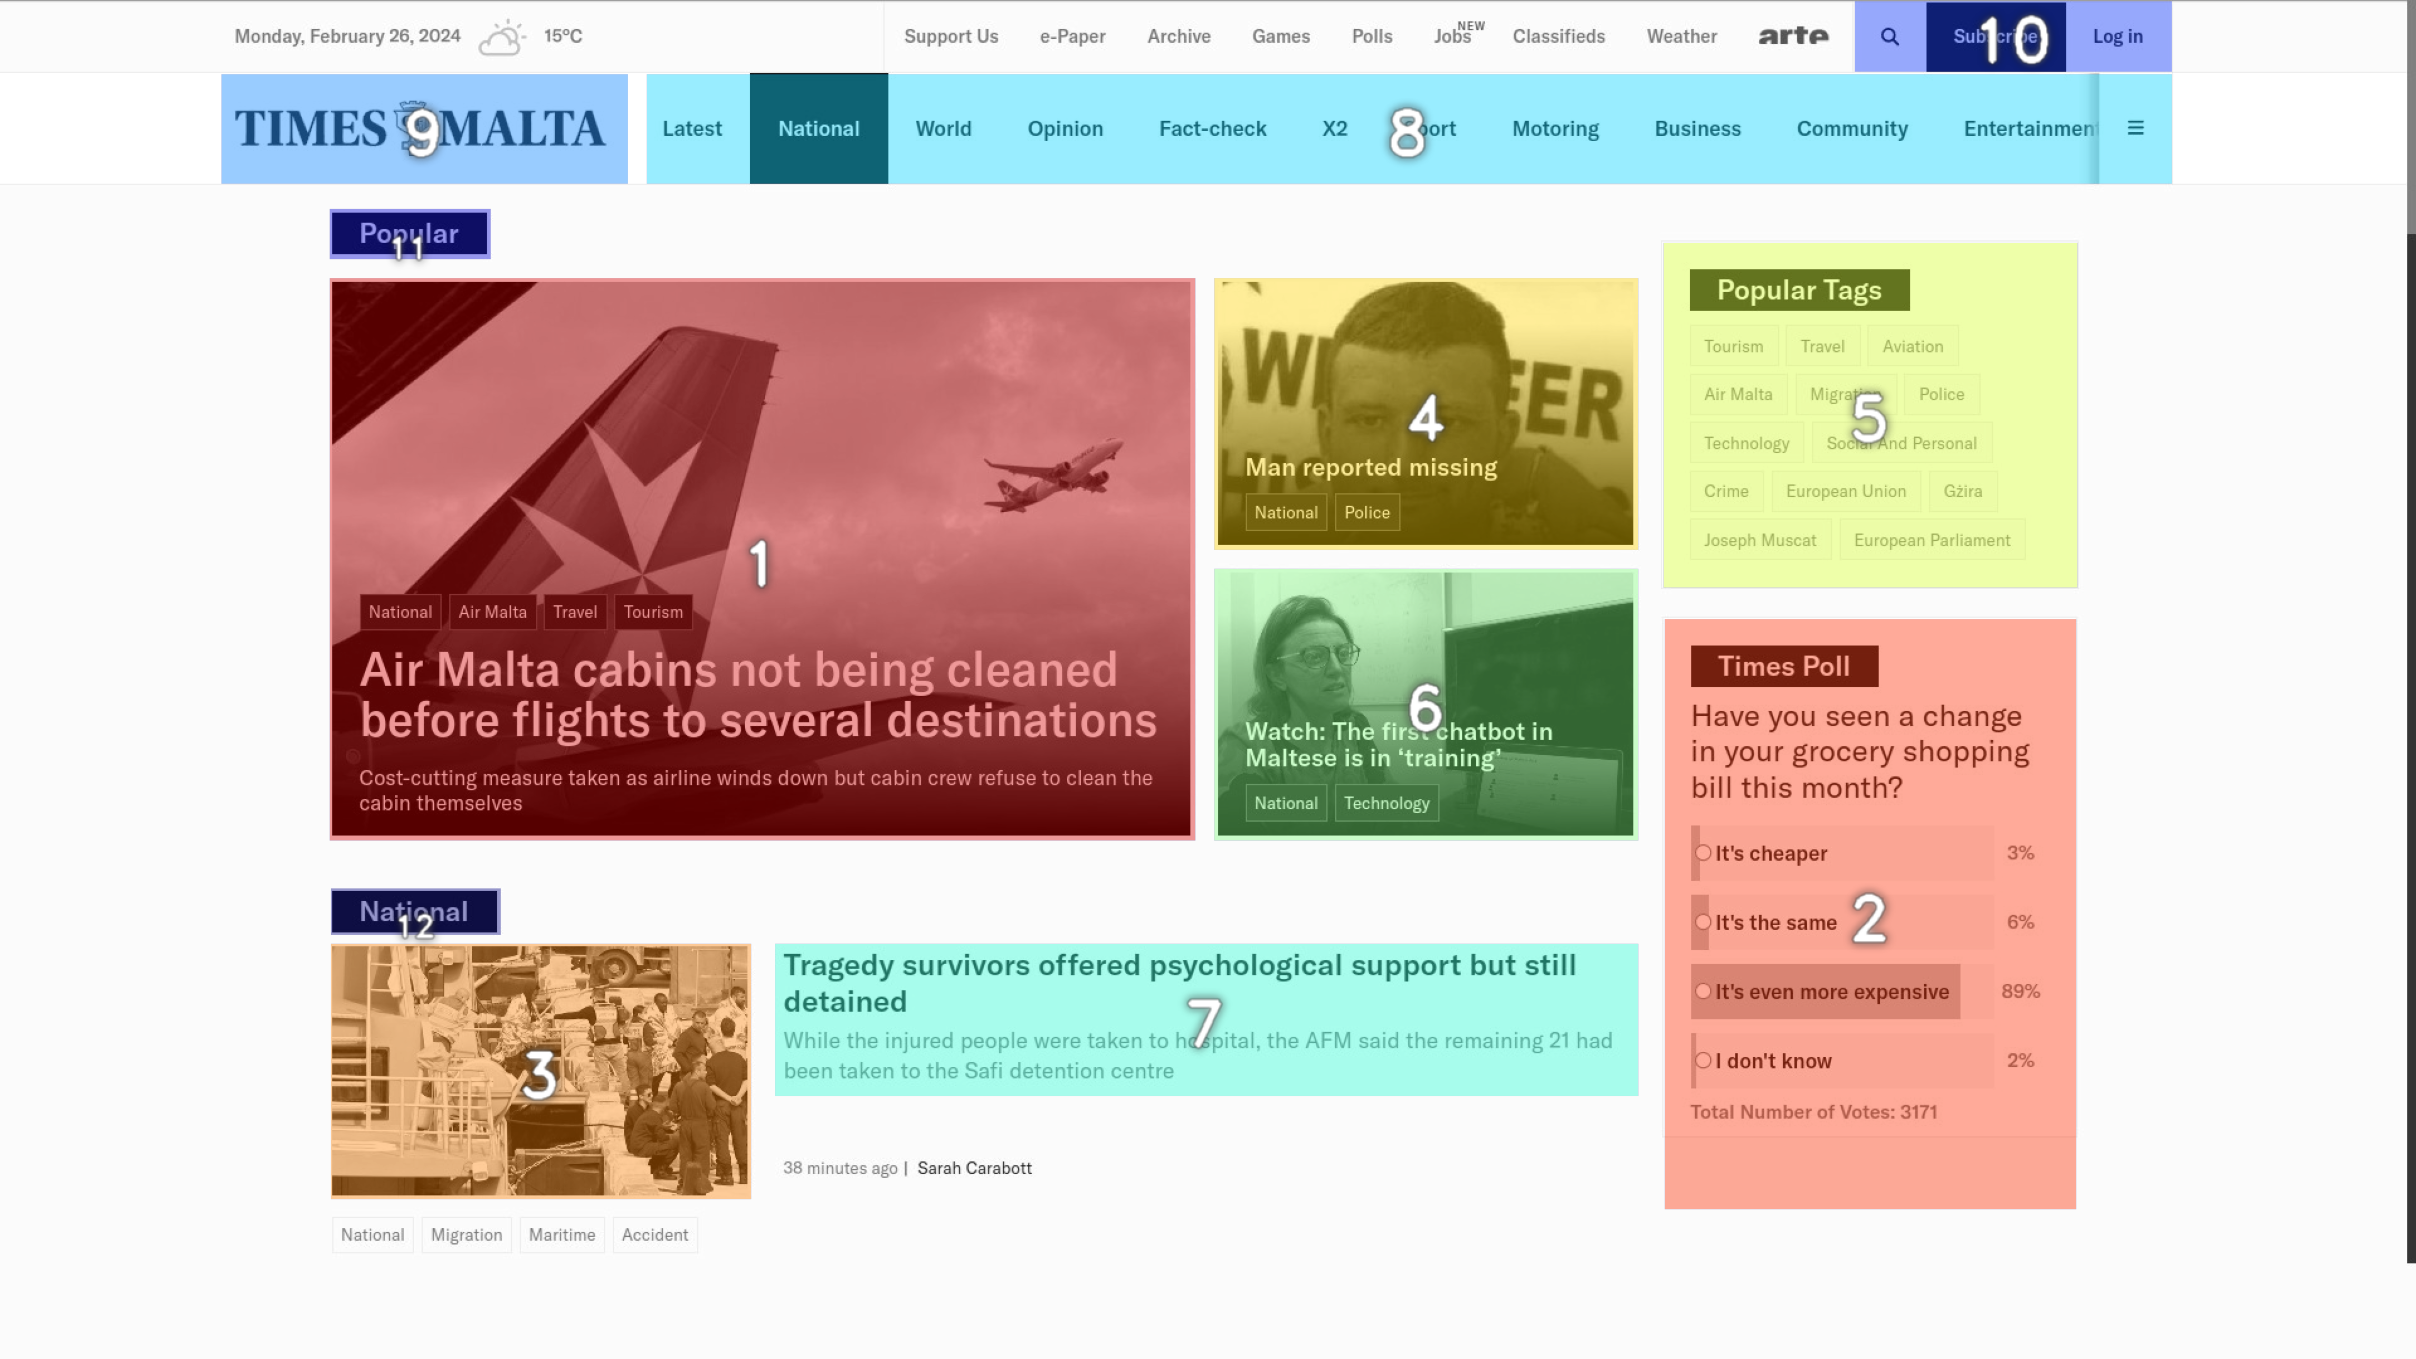 Monday, February 26, 2024 15°C
Support Us e-Paper Archive Games Polls Jobs NEW Classifieds Weather arte Subscribe 10 Log in
TIMES 9 MALTA
Latest National World Opinion Fact-check X2 8 Sport Motoring Business Community Entertainment
Popular
11
WE ER
1
National Air Malta Travel Tourism
Air Malta cabins not being cleaned
before flights to several destinations
Cost-cutting measure taken as airline winds down but cabin crew refuse to clean the
cabin themselves
4
Man reported missing
National Police
6
Watch: The first chatbot in
Maltese is in ‘training’
National Technology
Popular Tags
Tourism Travel Aviation
Air Malta Migration Police
5
Technology Social And Personal
Crime European Union Gżira
Joseph Muscat European Parliament
Times Poll
Have you seen a change
in your grocery shopping
bill this month?
It's cheaper 3%
It's the same 2 6%
It's even more expensive 89%
I don't know 2%
Total Number of Votes: 3171
National
12
3
National Migration Maritime Accident
Tragedy survivors offered psychological support but still
detained
7
While the injured people were taken to hospital, the AFM said the remaining 21 had
been taken to the Safi detention centre
38 minutes ago | Sarah Carabott